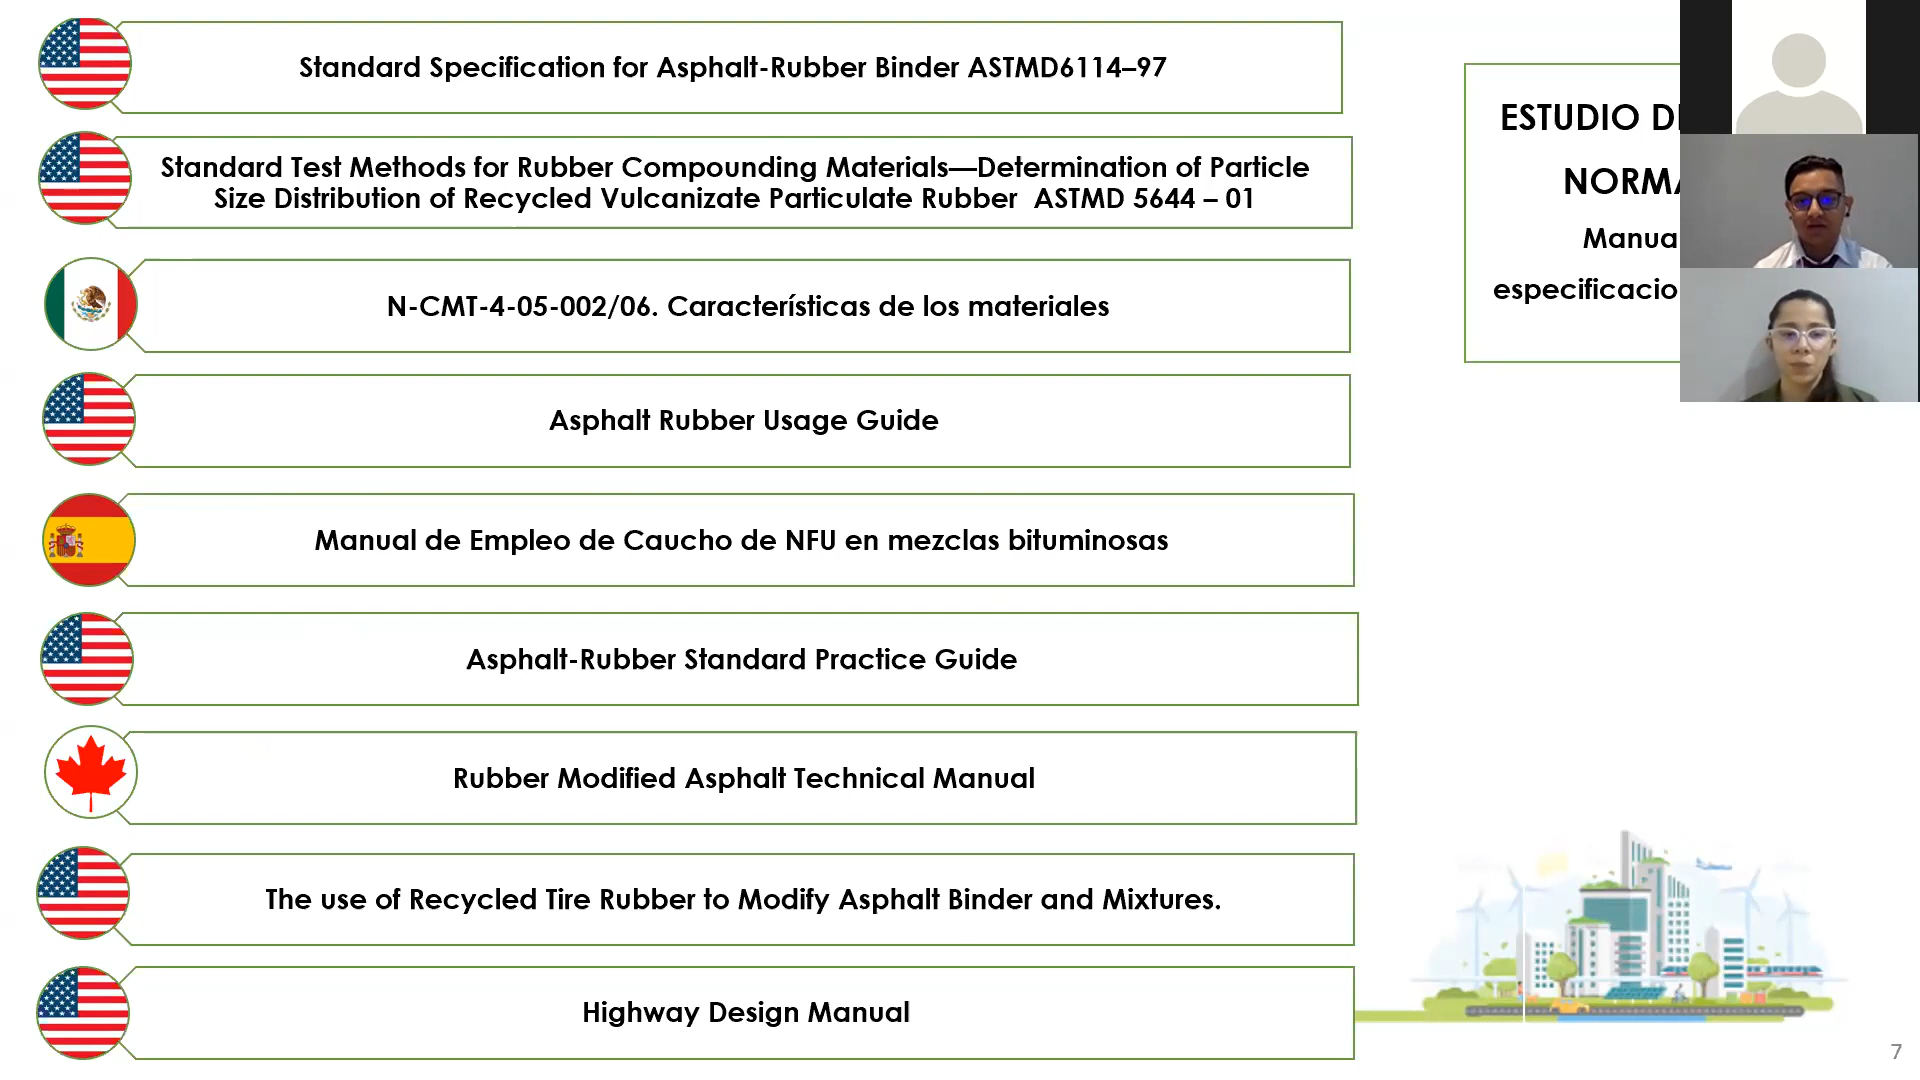 Standard Specification for Asphalt-Rubber Binder ASTMD6114–97
Standard Test Methods for Rubber Compounding Materials—Determination of Particle
Size Distribution of Recycled Vulcanizate Particulate Rubber ASTMD 5644 – 01
N-CMT-4-05-002/06. Características de los materiales
Asphalt Rubber Usage Guide
Manual de Empleo de Caucho de NFU en mezclas bituminosas
Asphalt-Rubber Standard Practice Guide
Rubber Modified Asphalt Technical Manual
The use of Recycled Tire Rubber to Modify Asphalt Binder and Mixtures.
Highway Design Manual
ESTUDIO
7